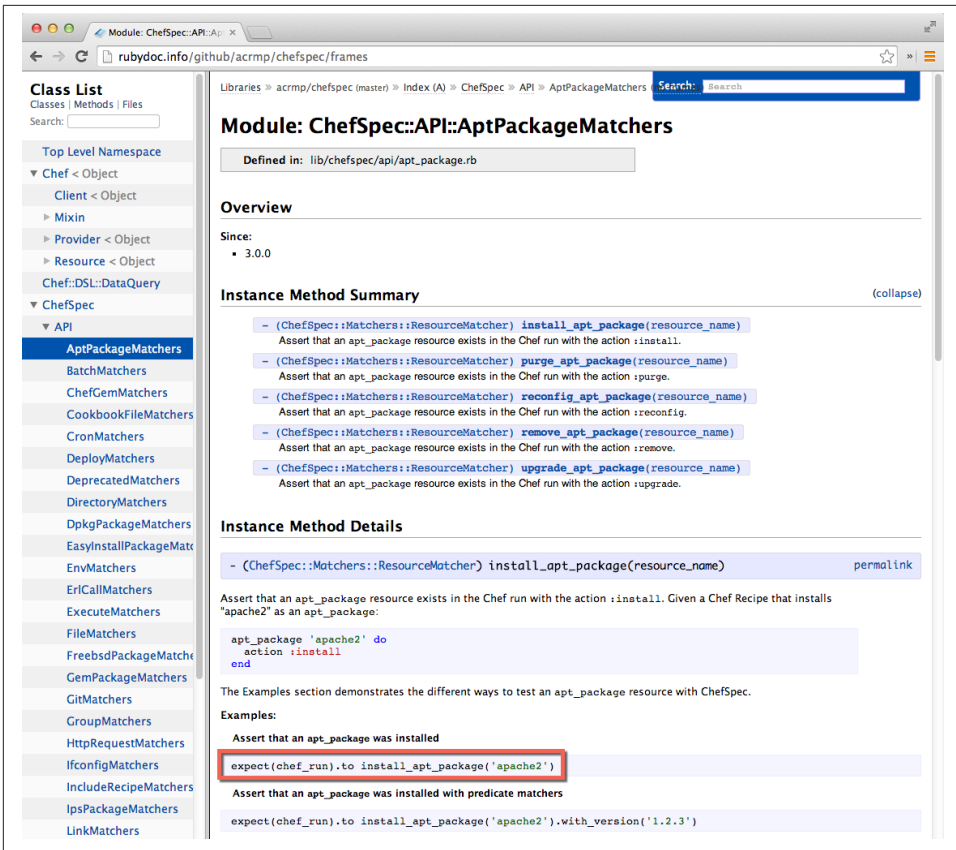 Module: ChefSpec::API::Ap
rubydoc.info/github/acrmp/chefspec/frames
Class List
Classes | Methods | Files
Search:
Top Level Namespace
▼ Chef < Object
Client < Object
▶ Mixin
▶ Provider < Object
▶ Resource < Object
Chef::DSL::DataQuery
▼ ChefSpec
▼ API
AptPackageMatchers
BatchMatchers
ChefGemMatchers
CookbookFileMatchers
CronMatchers
DeployMatchers
DeprecatedMatchers
DirectoryMatchers
DpkgPackageMatchers
EasyInstallPackageMatc
EnvMatchers
ErlCallMatchers
ExecuteMatchers
FileMatchers
FreebsdPackageMatche
GemPackageMatchers
GitMatchers
GroupMatchers
HttpRequestMatchers
IfconfigMatchers
IncludeRecipeMatchers
IpsPackageMatchers
LinkMatchers
Libraries » acrmp/chefspec (master) » Index (A) » ChefSpec » API » AptPackageMatchers
Search: Search
Module: ChefSpec::API::AptPackageMatchers
Defined in: lib/chefspec/api/apt_package.rb
Overview
Since:
▪ 3.0.0
Instance Method Summary (collapse)
- (ChefSpec::Matchers::ResourceMatcher) install_apt_package(resource_name)
Assert that an apt_package resource exists in the Chef run with the action :install.
- (ChefSpec::Matchers::ResourceMatcher) purge_apt_package(resource_name)
Assert that an apt_package resource exists in the Chef run with the action :purge.
- (ChefSpec::Matchers::ResourceMatcher) reconfig_apt_package(resource_name)
Assert that an apt_package resource exists in the Chef run with the action :reconfig.
- (ChefSpec::Matchers::ResourceMatcher) remove_apt_package(resource_name)
Assert that an apt_package resource exists in the Chef run with the action :remove.
- (ChefSpec::Matchers::ResourceMatcher) upgrade_apt_package(resource_name)
Assert that an apt_package resource exists in the Chef run with the action :upgrade.
Instance Method Details
- (ChefSpec::Matchers::ResourceMatcher) install_apt_package(resource_name) permalink
Assert that an apt_package resource exists in the Chef run with the action :install. Given a Chef Recipe that installs
"apache2" as an apt_package:
apt_package 'apache2' do
action :install
end
The Examples section demonstrates the different ways to test an apt_package resource with ChefSpec.
Examples:
Assert that an apt_package was installed
expect(chef_run).to install_apt_package('apache2')
Assert that an apt_package was installed with predicate matchers
expect(chef_run).to install_apt_package('apache2').with_version('1.2.3')